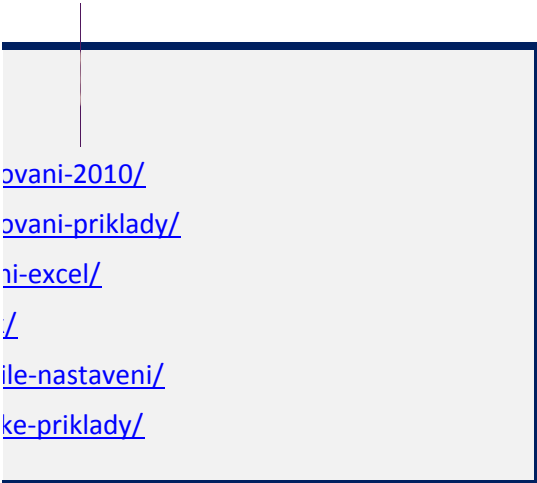 ovani-2010/
ovani-priklady/
ni-excel/
/
ile-nastaveni/
ke-priklady/